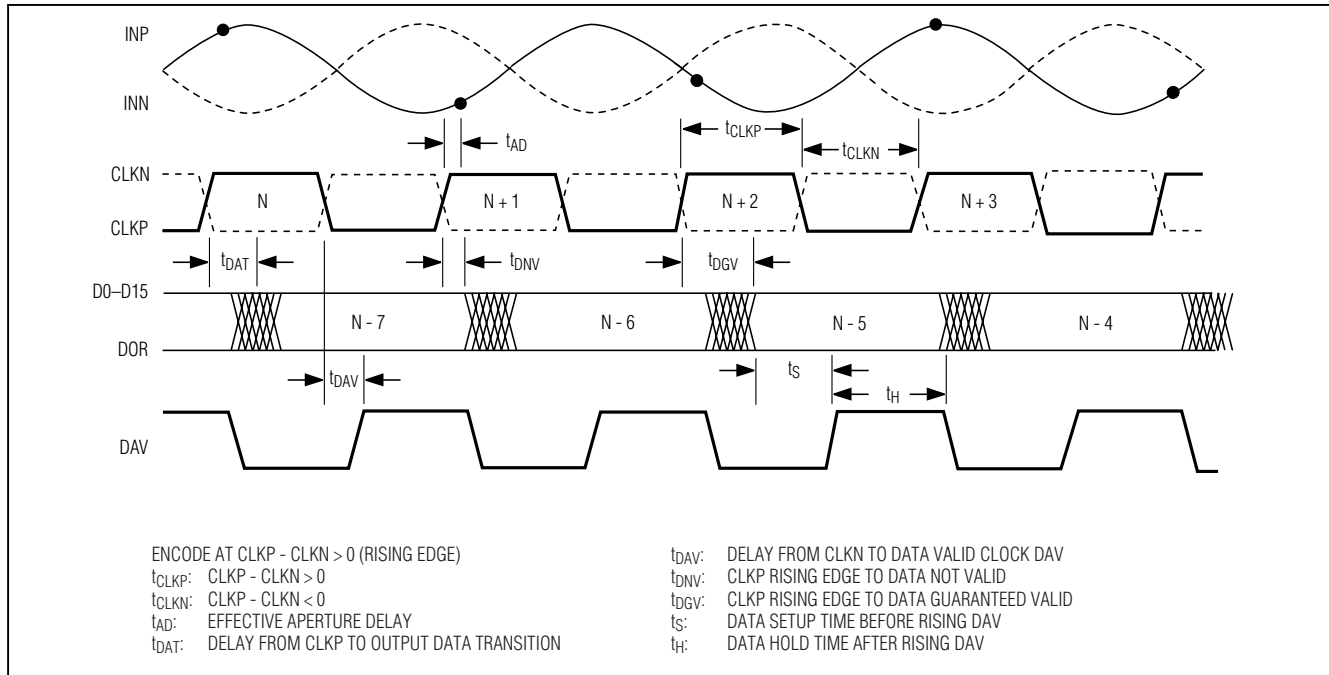 INP
INN
tAD
tCLKP
tCLKN
CLKN
CLKP
N
N + 1
N + 2
N + 3
tDAT
tDNV
tDGV
D0–D15
DOR
N - 7
N - 6
N - 5
N - 4
tDAV
tS
tH
DAV
ENCODE AT CLKP - CLKN > 0 (RISING EDGE)
tCLKP: CLKP - CLKN > 0
tCLKN: CLKP - CLKN < 0
tAD: EFFECTIVE APERTURE DELAY
tDAT: DELAY FROM CLKP TO OUTPUT DATA TRANSITION
tDAV: DELAY FROM CLKN TO DATA VALID CLOCK DAV
tDNV: CLKP RISING EDGE TO DATA NOT VALID
tDGV: CLKP RISING EDGE TO DATA GUARANTEED VALID
tS: DATA SETUP TIME BEFORE RISING DAV
tH: DATA HOLD TIME AFTER RISING DAV